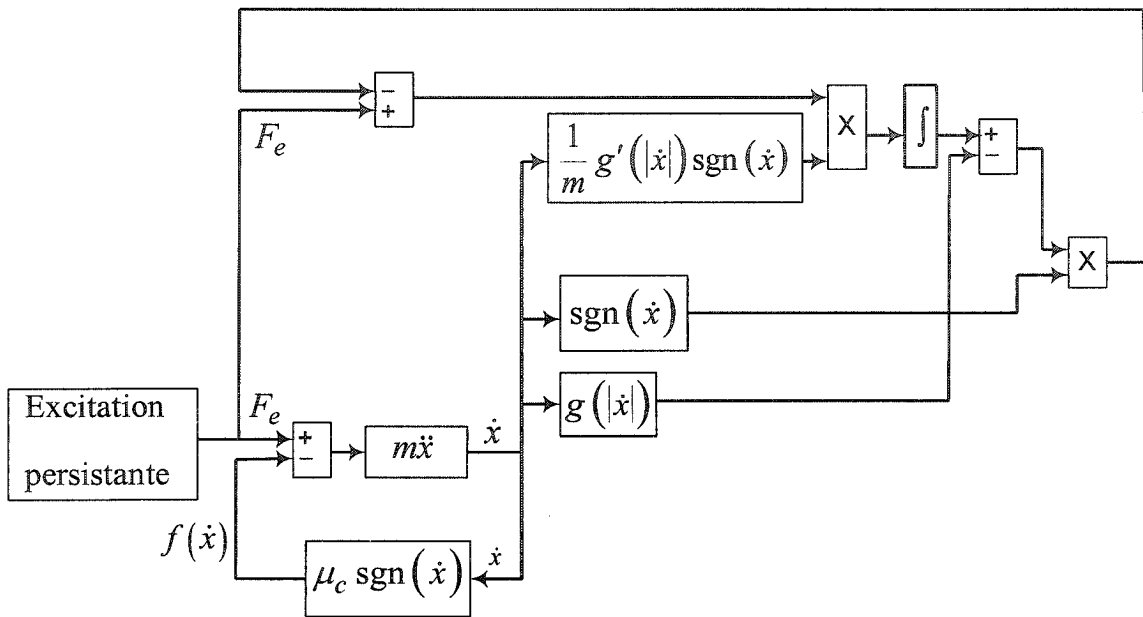 −
+
F_e
1/m g′(|ẋ|) sgn(ẋ)
X
∫
+
−
X
sgn(ẋ)
g(|ẋ|)
Excitation
persistante
F_e
+
−
mẍ
ẋ
f(ẋ)
μ_c sgn(ẋ)
ẋ